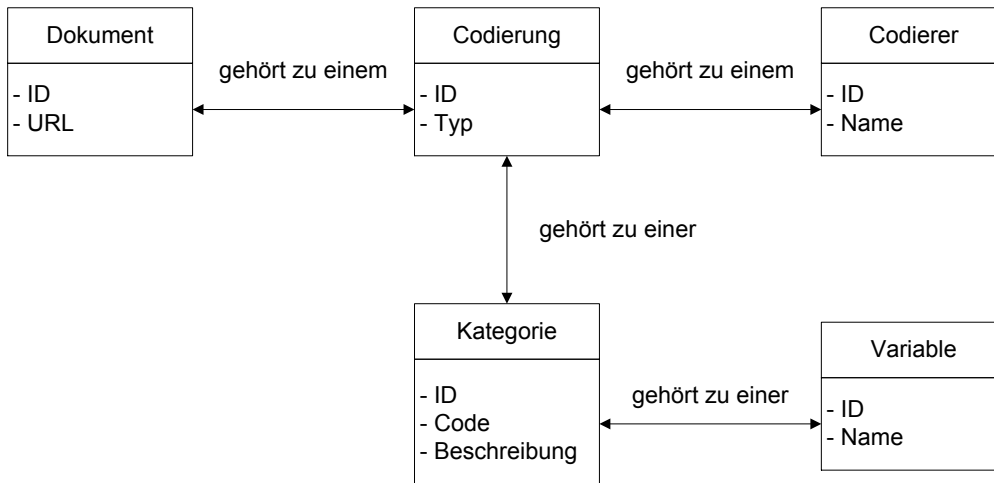 Dokument
- ID
- URL
gehört zu einem
Codierung
- ID
- Typ
gehört zu einem
Codierer
- ID
- Name
gehört zu einer
Kategorie
- ID
- Code
- Beschreibung
gehört zu einer
Variable
- ID
- Name